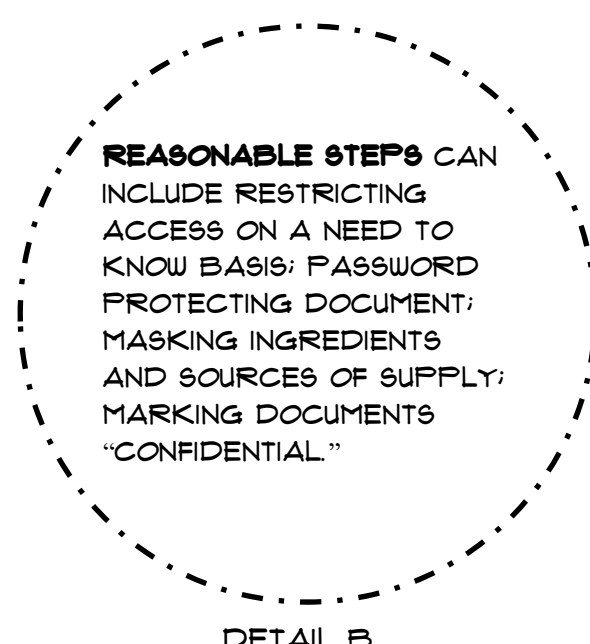 REASONABLE STEPS CAN
INCLUDE RESTRICTING
ACCESS ON A NEED TO
KNOW BASIS; PASSWORD
PROTECTING DOCUMENT;
MASKING INGREDIENTS
AND SOURCES OF SUPPLY;
MARKING DOCUMENTS
“CONFIDENTIAL.”
DETAIL B